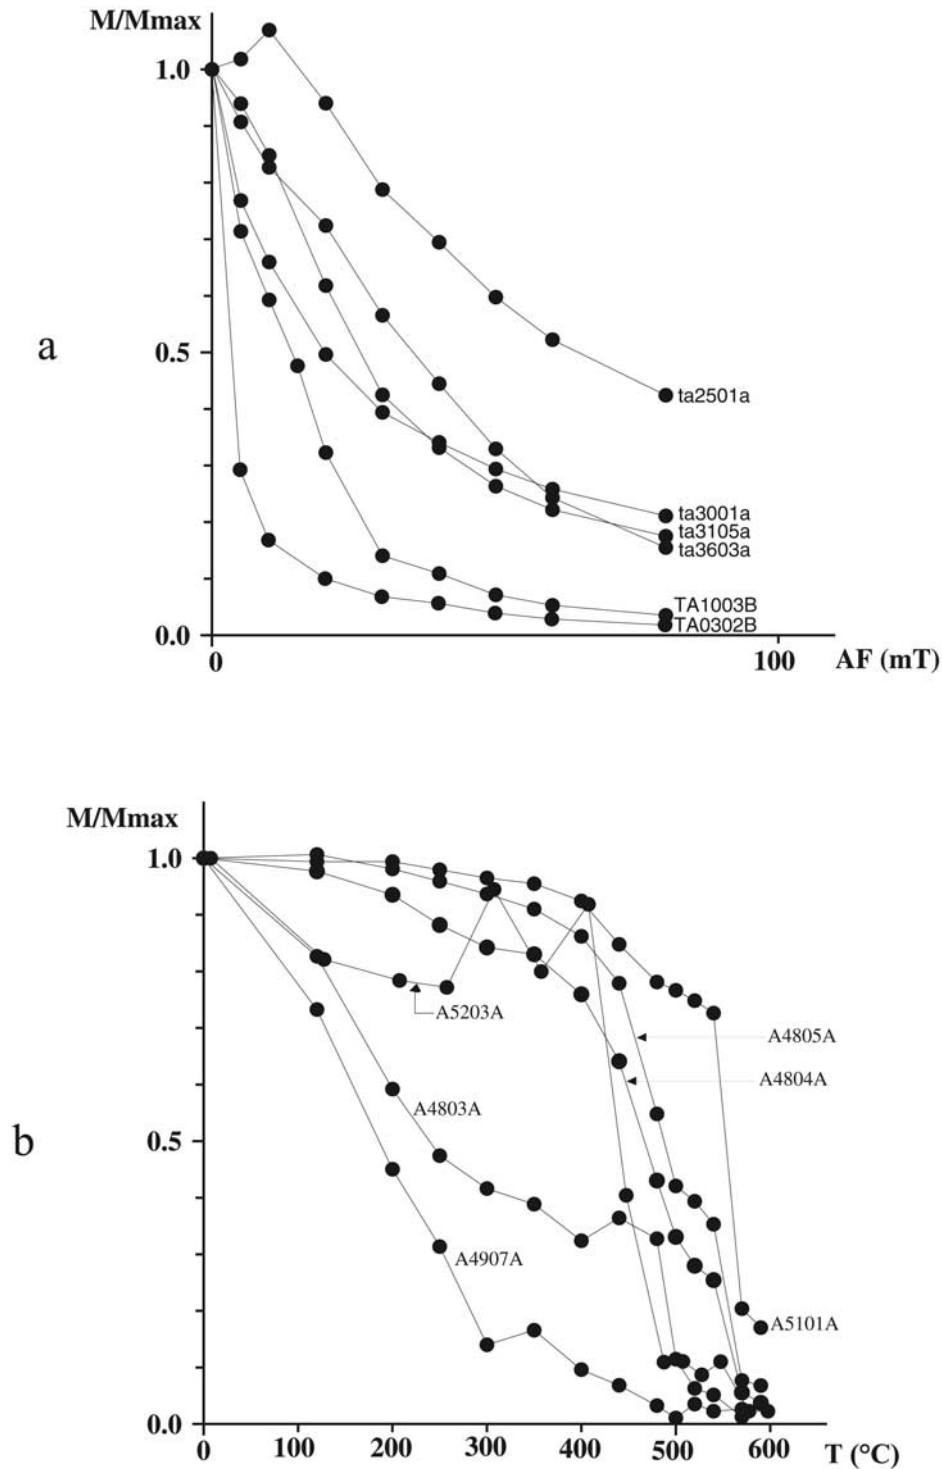 M/Mmax
1.0
a
0.5
ta2501a
ta3001a
ta3105a
ta3603a
TA1003B
TA0302B
0.0
0 100 AF (mT)
M/Mmax
1.0
A5203A
A4805A
A4804A
A4803A
b
0.5
A4907A
A5101A
0.0
0 100 200 300 400 500 600 T (°C)